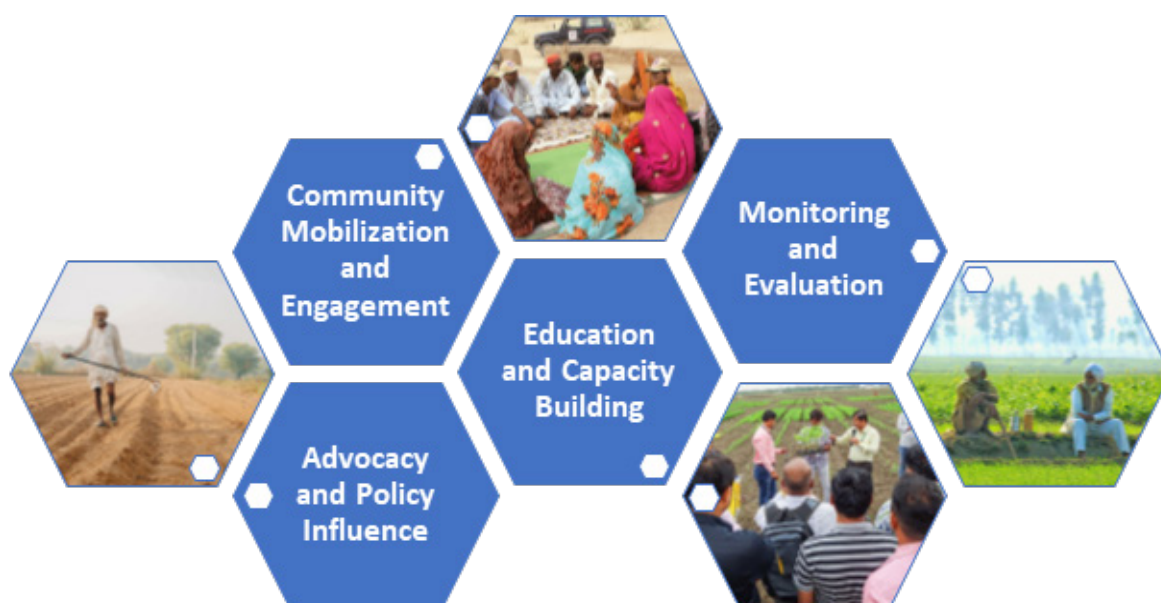 Community
Mobilization
and
Engagement
Monitoring
and
Evaluation
Education
and Capacity
Building
Advocacy
and Policy
Influence